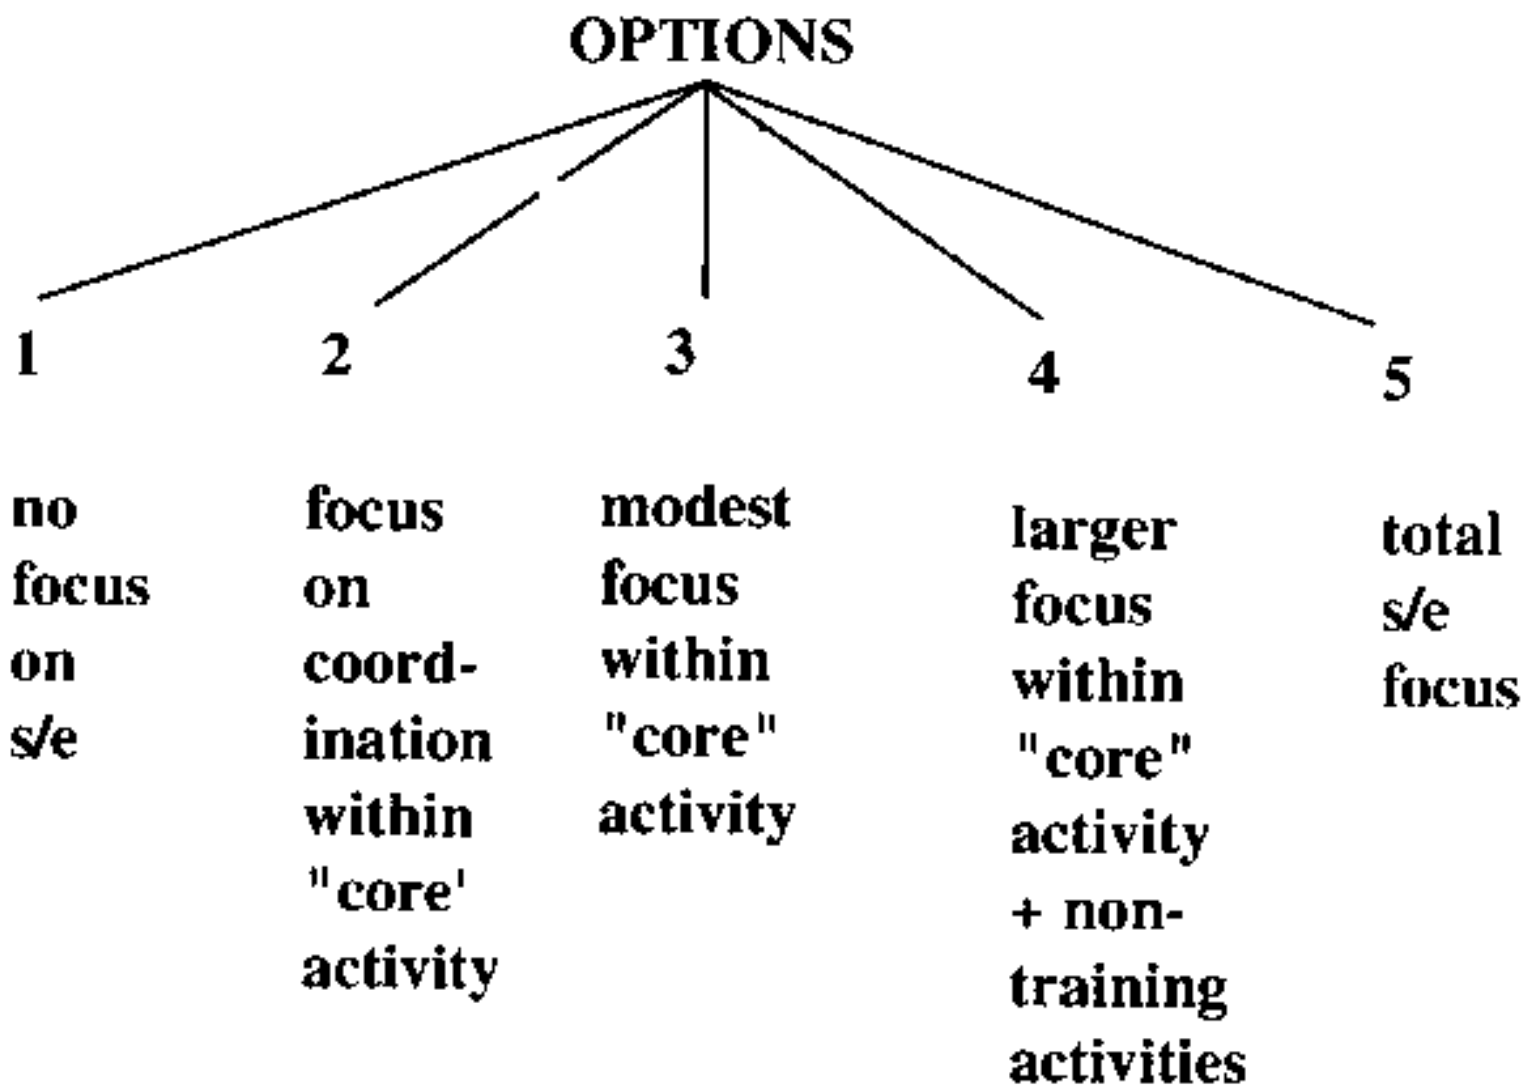 OPTIONS
1
2
3
4
5
no
focus
on
s/e
focus
on
coord-
ination
within
"core'
activity
modest
focus
within
"core"
activity
larger
focus
within
"core"
activity
+ non-
training
activities
total
s/e
focus